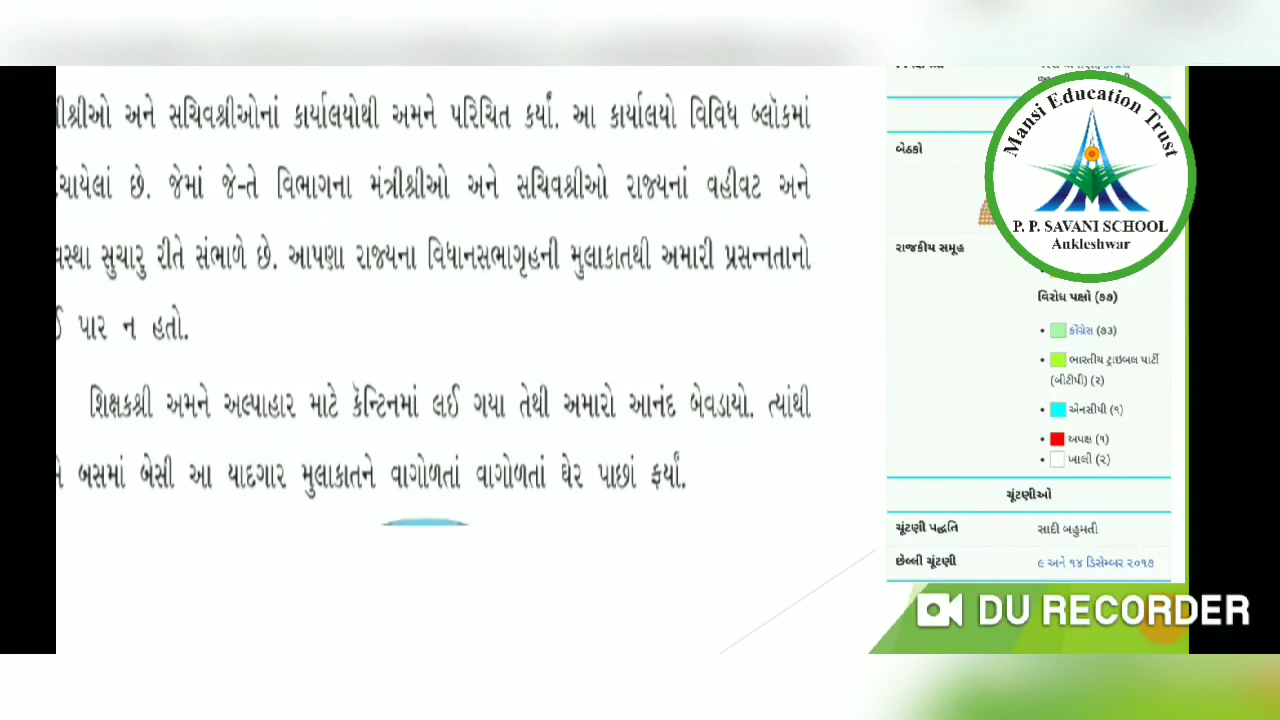 અને સચિવશ્રીઓનાં કાર્યાલયોથી અમને પરિચિત કર્યાં. આ કાર્યાલયો વિવિધ બ્લૉકમાં
છે. જેમાં જે-તે વિભાગના મંત્રીશ્રીઓ અને સચિવશ્રીઓ રાજ્યનાં વહીવટ અને
સુચારુ રીતે સંભાળે છે. આપણા રાજ્યના વિધાનસભાગૃહની મુલાકાતથી અમારી પ્રસન્નતાનો
પાર ન હતો.
શિક્ષકશ્રી અમને અલ્પાહાર માટે કૅન્ટિનમાં લઈ ગયા તેથી અમારો આનંદ બેવડાયો. ત્યાંથી
બસમાં બેસી આ યાદગાર મુલાકાતને વાગોળતાં વાગોળતાં ઘેર પાછાં ફર્યાં.
Mansi Education Trust
P. P. SAVANI SCHOOL
Ankleshwar
બેઠકો
રાજકીય સમૂહ
વિરોધ પક્ષો (૭૭)
• કોંગ્રેસ (૭૩)
• ભારતીય ટ્રાઇબલ પાર્ટી
(બીટીપી) (૨)
• એનસીપી (૧)
• અપક્ષ (૧)
• ખાલી (૨)
ચૂંટણીઓ
ચૂંટણી પદ્ધતિ સાદી બહુમતી
છેલ્લી ચૂંટણી ૯ અને ૧૪ ડિસેમ્બર ૨૦૧૭
DU RECORDER